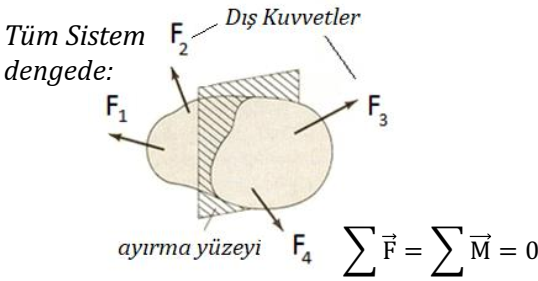 Tüm Sistem
dengede:
Dış Kuvvetler
F₂
F₁
F₃
ayırma yüzeyi
F₄
∑F⃗ = ∑M⃗ = 0